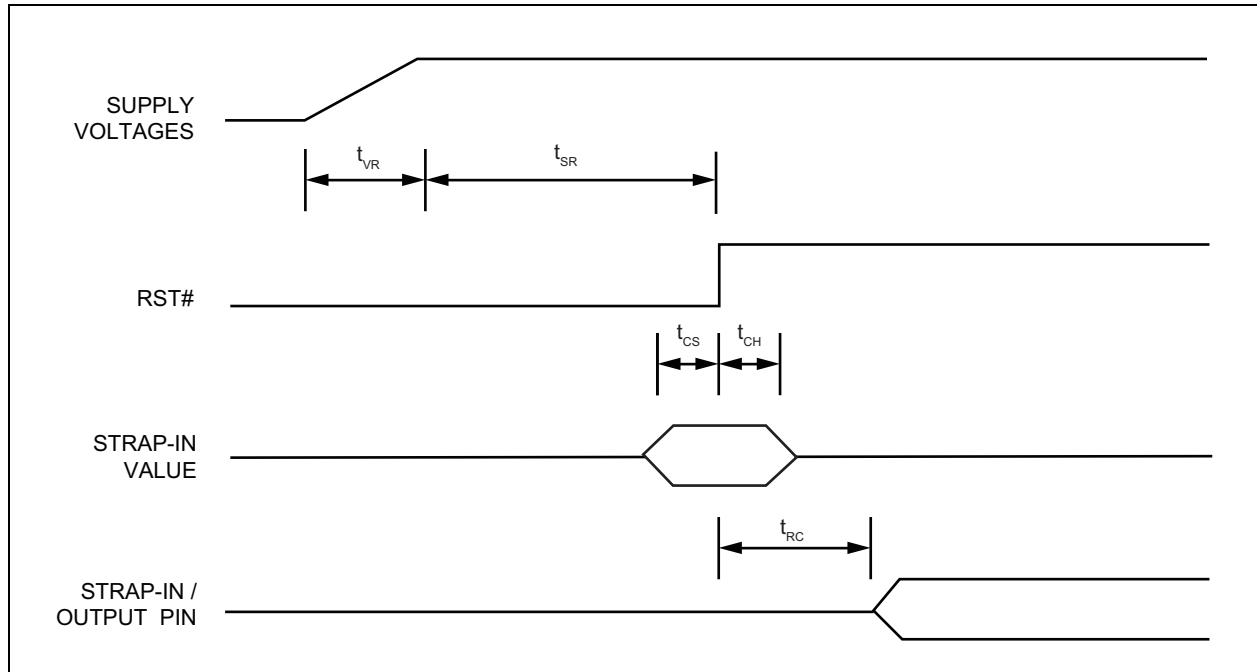 SUPPLY
VOLTAGES
tVR
tSR
RST#
tCS
tCH
STRAP-IN
VALUE
tRC
STRAP-IN /
OUTPUT PIN